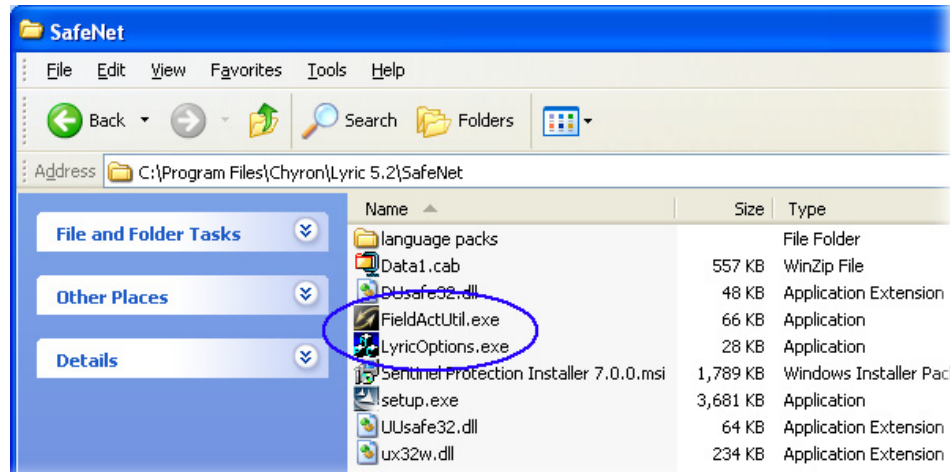 SafeNet
File Edit View Favorites Tools Help
Back Search Folders
Address C:\Program Files\Chyron\Lyric 5.2\SafeNet
File and Folder Tasks
Other Places
Details
Name Size Type
language packs File Folder
Data1.cab 557 KB WinZip File
DUsafe32.dll 48 KB Application Extension
FieldActUtil.exe 66 KB Application
LyricOptions.exe 28 KB Application
Sentinel Protection Installer 7.0.0.msi 1,789 KB Windows Installer Pac
setup.exe 3,681 KB Application
UUsafe32.dll 64 KB Application Extension
ux32w.dll 234 KB Application Extension